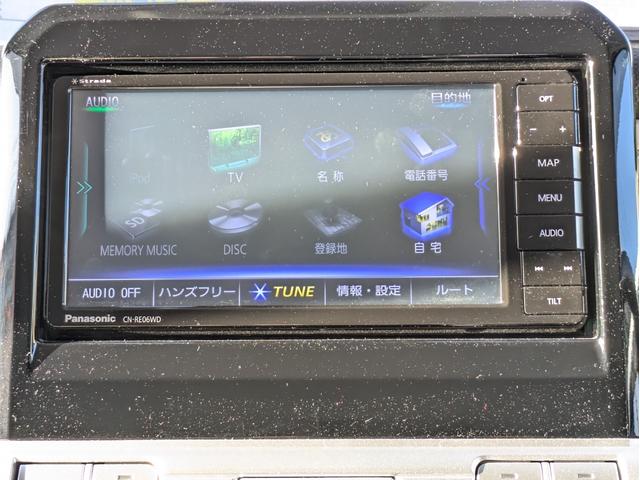 Strada
AUDIO 目的地
iPod TV 名称 電話番号
SD
MEMORY MUSIC DISC 登録地 自宅
AUDIO OFF ハンズフリー TUNE 情報・設定 ルート
Panasonic CN-RE06WD
OPT
− +
MAP
MENU
AUDIO
TILT